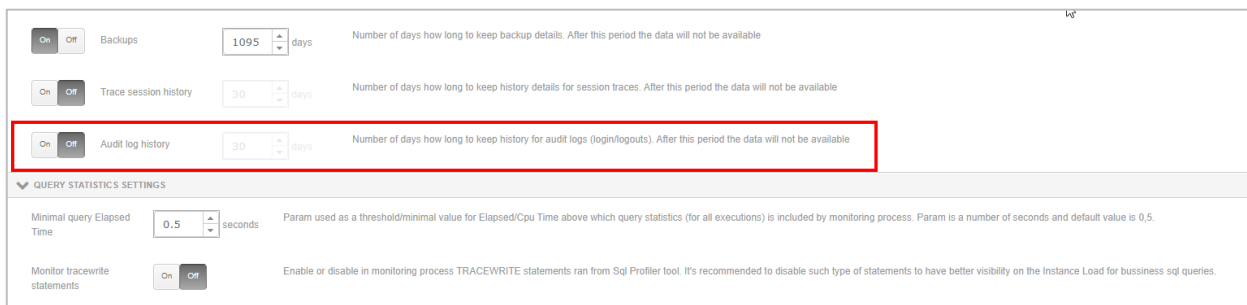 On Off Backups 1095 days Number of days how long to keep backup details. After this period the data will not be available
On Off Trace session history 30 days Number of days how long to keep history details for session traces. After this period the data will not be available
On Off Audit log history 30 days Number of days how long to keep history for audit logs (login/logouts). After this period the data will not be available
QUERY STATISTICS SETTINGS
Minimal query Elapsed Time 0.5 seconds Param used as a threshold/minimal value for Elapsed/Cpu Time above which query statistics (for all executions) is included by monitoring process. Param is a number of seconds and default value is 0,5.
Monitor tracewrite statements On Off Enable or disable in monitoring process TRACEWRITE statements ran from Sql Profiler tool. It's recommended to disable such type of statements to have better visibility on the Instance Load for bussiness sql queries.